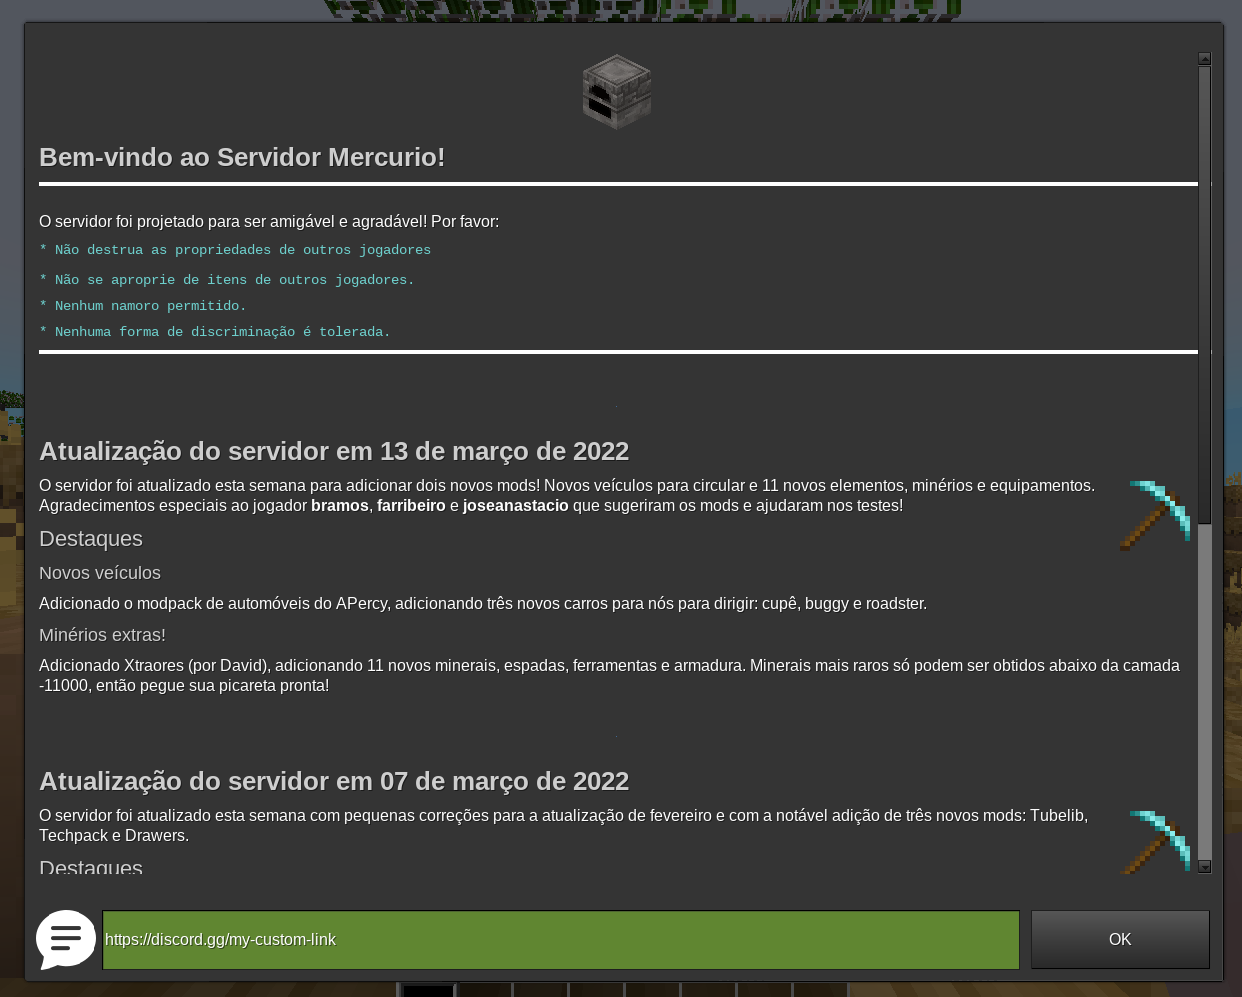 Bem-vindo ao Servidor Mercurio!
O servidor foi projetado para ser amigável e agradável! Por favor:
* Não destrua as propriedades de outros jogadores
* Não se aproprie de itens de outros jogadores.
* Nenhum namoro permitido.
* Nenhuma forma de discriminação é tolerada.
Atualização do servidor em 13 de março de 2022
O servidor foi atualizado esta semana para adicionar dois novos mods! Novos veículos para circular e 11 novos elementos, minérios e equipamentos.
Agradecimentos especiais ao jogador bramos, farribeiro e joseanastacio que sugeriram os mods e ajudaram nos testes!
Destaques
Novos veículos
Adicionado o modpack de automóveis do APercy, adicionando três novos carros para nós para dirigir: cupê, buggy e roadster.
Minérios extras!
Adicionado Xtraores (por David), adicionando 11 novos minerais, espadas, ferramentas e armadura. Minerais mais raros só podem ser obtidos abaixo da camada
-11000, então pegue sua picareta pronta!
Atualização do servidor em 07 de março de 2022
O servidor foi atualizado esta semana com pequenas correções para a atualização de fevereiro e com a notável adição de três novos mods: Tubelib,
Techpack e Drawers.
Destaques
https://discord.gg/my-custom-link
OK